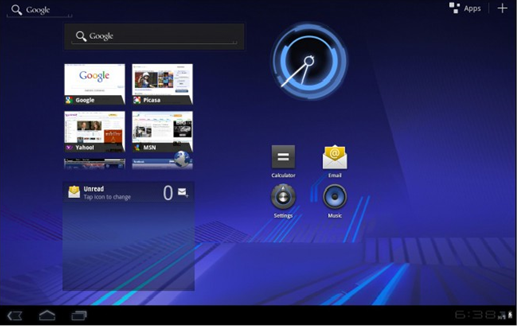 Google
Apps
Google
Google
Google
Picasa
Yahoo!
MSN
Unread
Tap icon to change
0
Calculator
Email
Settings
Music
6:38